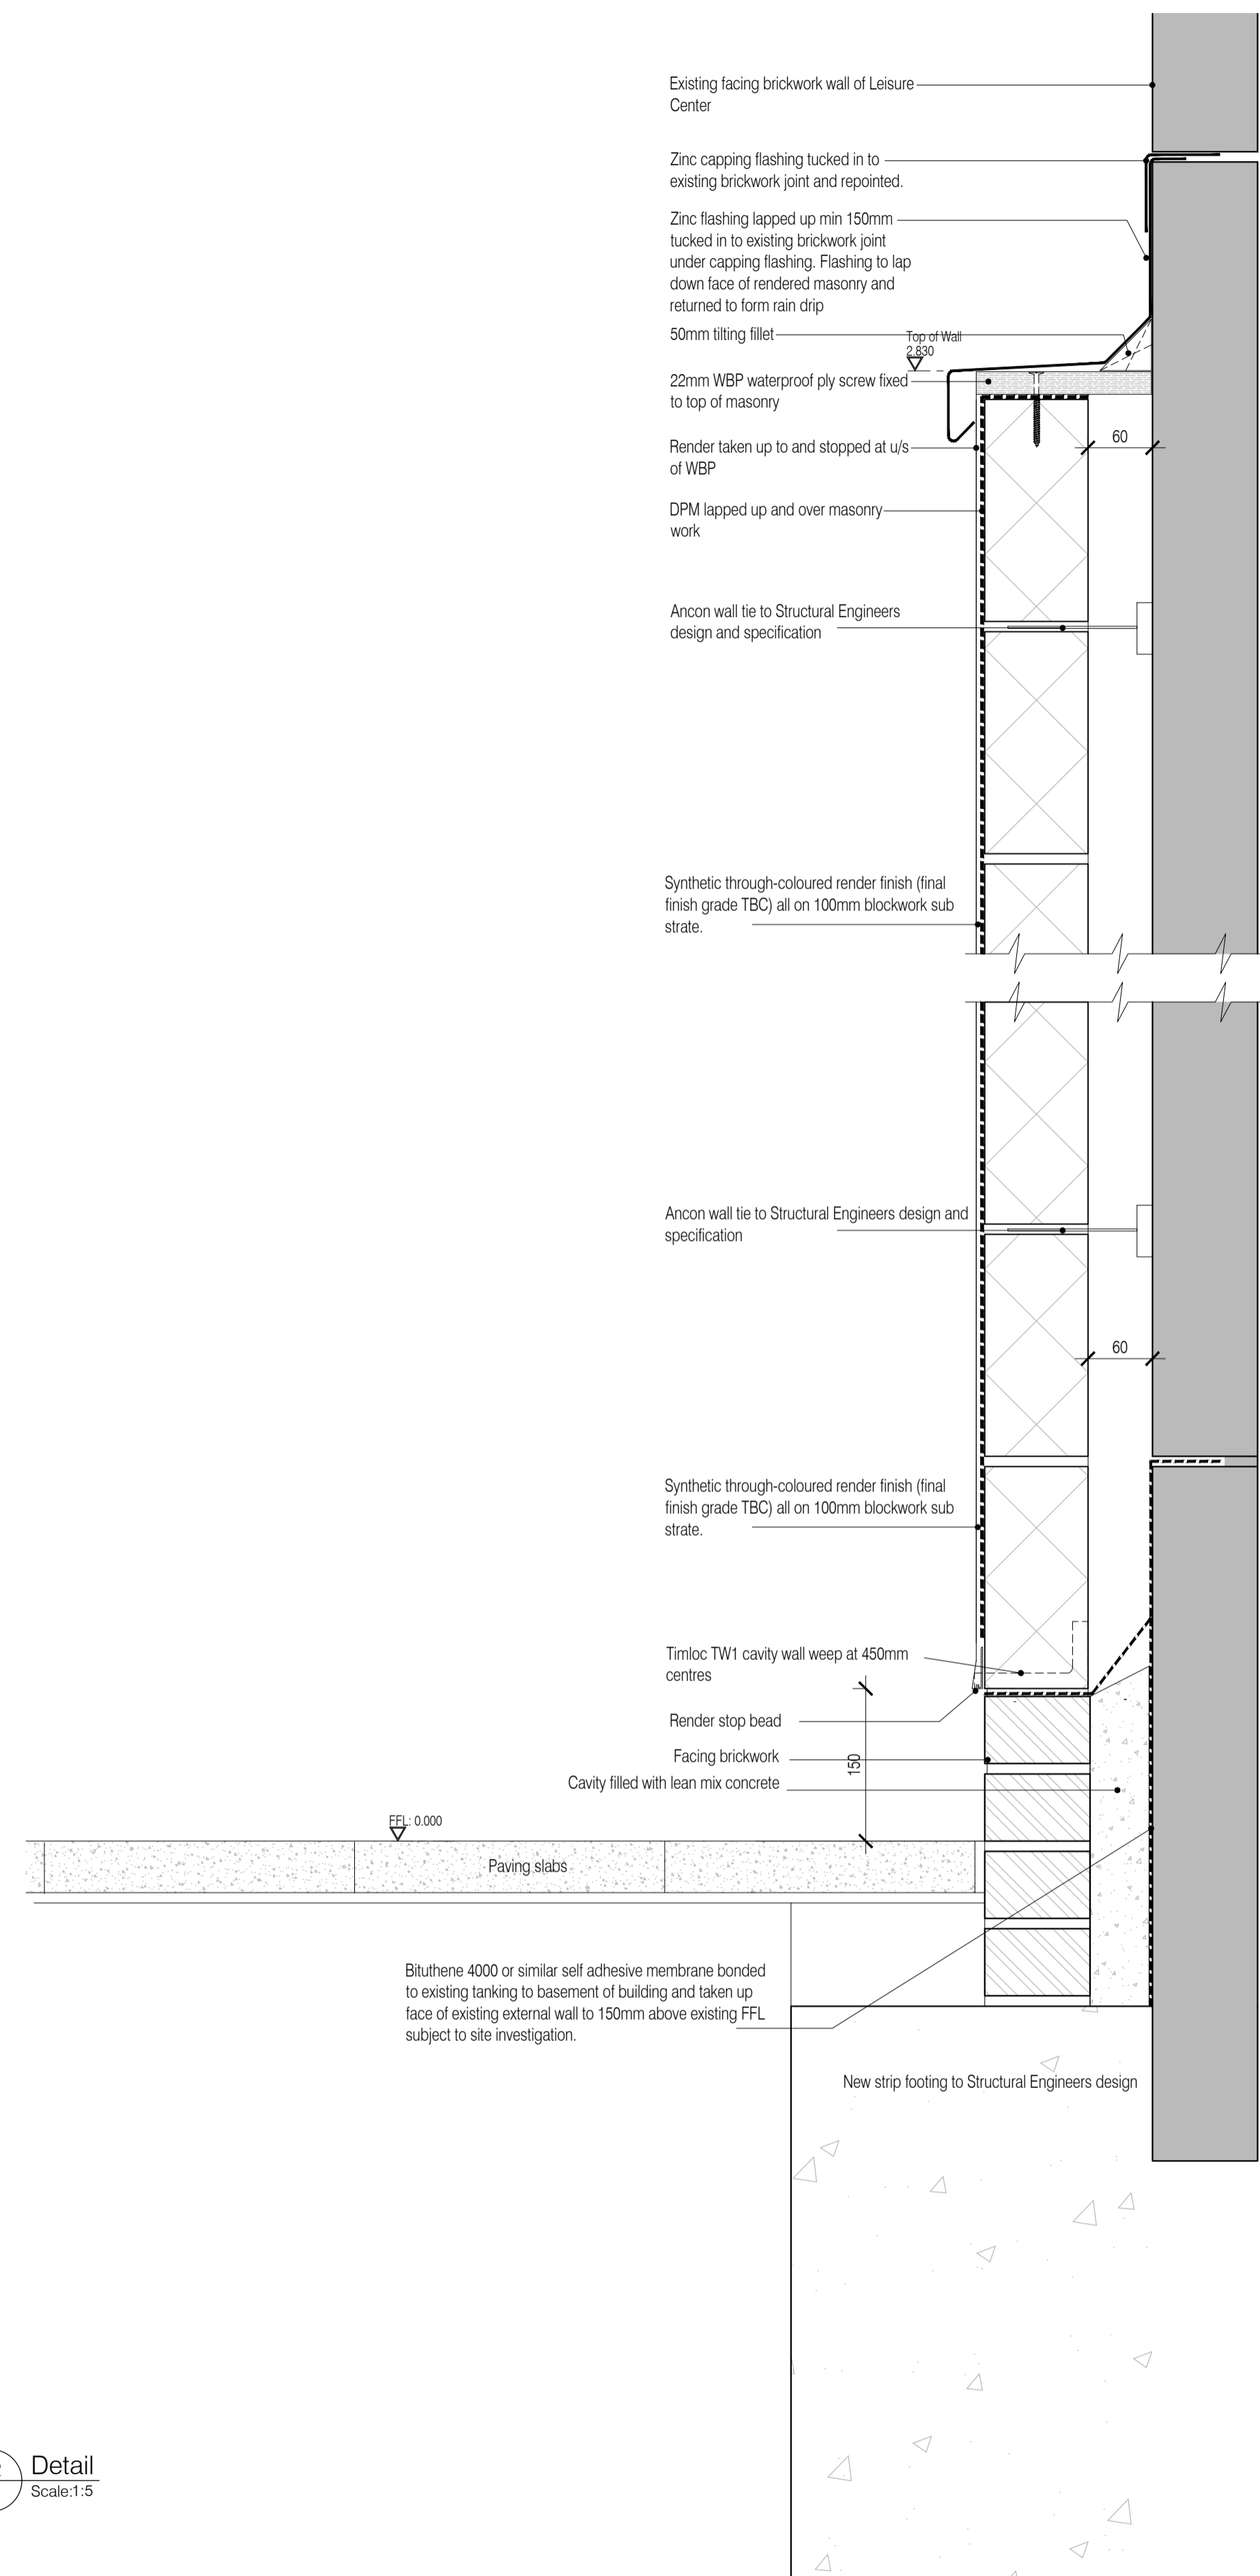 Existing facing brickwork wall of Leisure
Center
Zinc capping flashing tucked in to
existing brickwork joint and repointed.
Zinc flashing lapped up min 150mm
tucked in to existing brickwork joint
under capping flashing. Flashing to lap
down face of rendered masonry and
returned to form rain drip
50mm tilting fillet
Top of Wall
2.830
22mm WBP waterproof ply screw fixed
to top of masonry
60
Render taken up to and stopped at u/s
of WBP
DPM lapped up and over masonry
work
Ancon wall tie to Structural Engineers
design and specification
Synthetic through-coloured render finish (final
finish grade TBC) all on 100mm blockwork sub
strate.
Ancon wall tie to Structural Engineers design and
specification
60
Synthetic through-coloured render finish (final
finish grade TBC) all on 100mm blockwork sub
strate.
Timloc TW1 cavity wall weep at 450mm
centres
Render stop bead
Facing brickwork
150
Cavity filled with lean mix concrete
FFL: 0.000
Paving slabs
Bituthene 4000 or similar self adhesive membrane bonded
to existing tanking to basement of building and taken up
face of existing external wall to 150mm above existing FFL
subject to site investigation.
New strip footing to Structural Engineers design
Detail
Scale:1:5